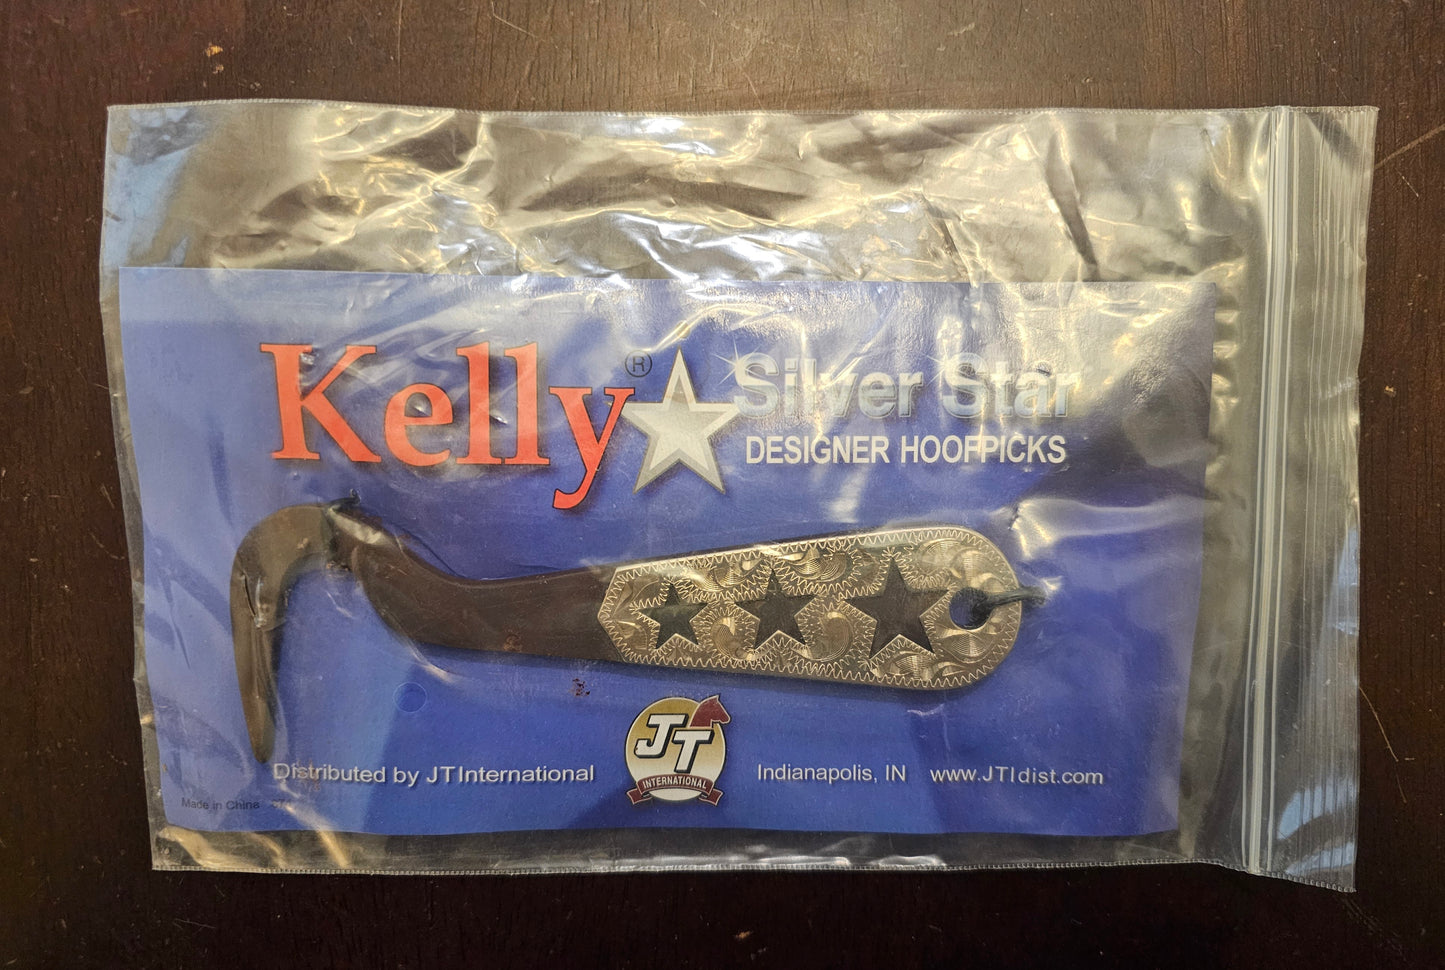 Kelly®
Silver Star
DESIGNER HOOFPICKS
JT
INTERNATIONAL
Distributed by JTInternational
Indianapolis, IN www.JTIdist.com
Made in China